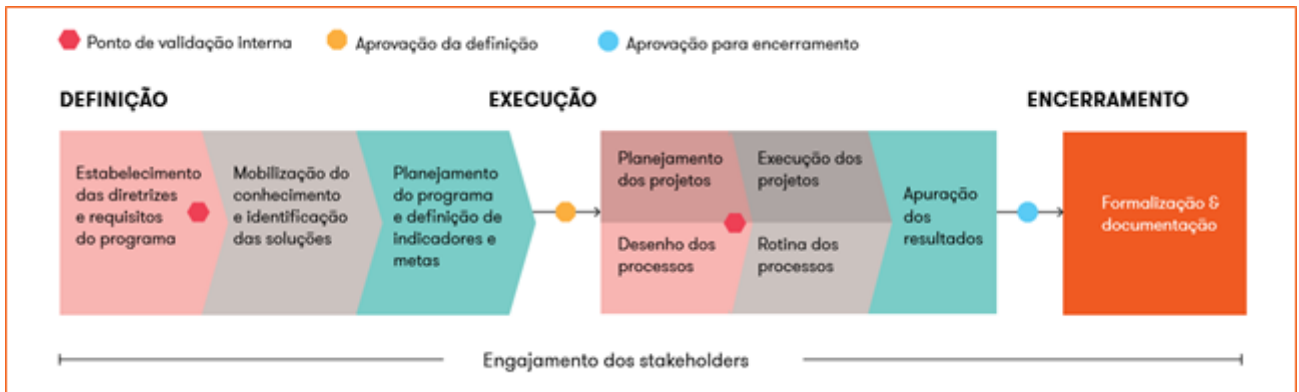 Ponto de validação interna
Aprovação da definição
Aprovação para encerramento
DEFINIÇÃO
EXECUÇÃO
ENCERRAMENTO
Estabelecimento
das diretrizes
e requisitos
do programa
Mobilização do
conhecimento
e identificação
das soluções
Planejamento
do programa
e definição de
indicadores e
metas
Planejamento
dos projetos
Execução dos
projetos
Desenho dos
processos
Rotina dos
processos
Apuração
dos
resultados
Formalização &
documentação
Engajamento dos stakeholders